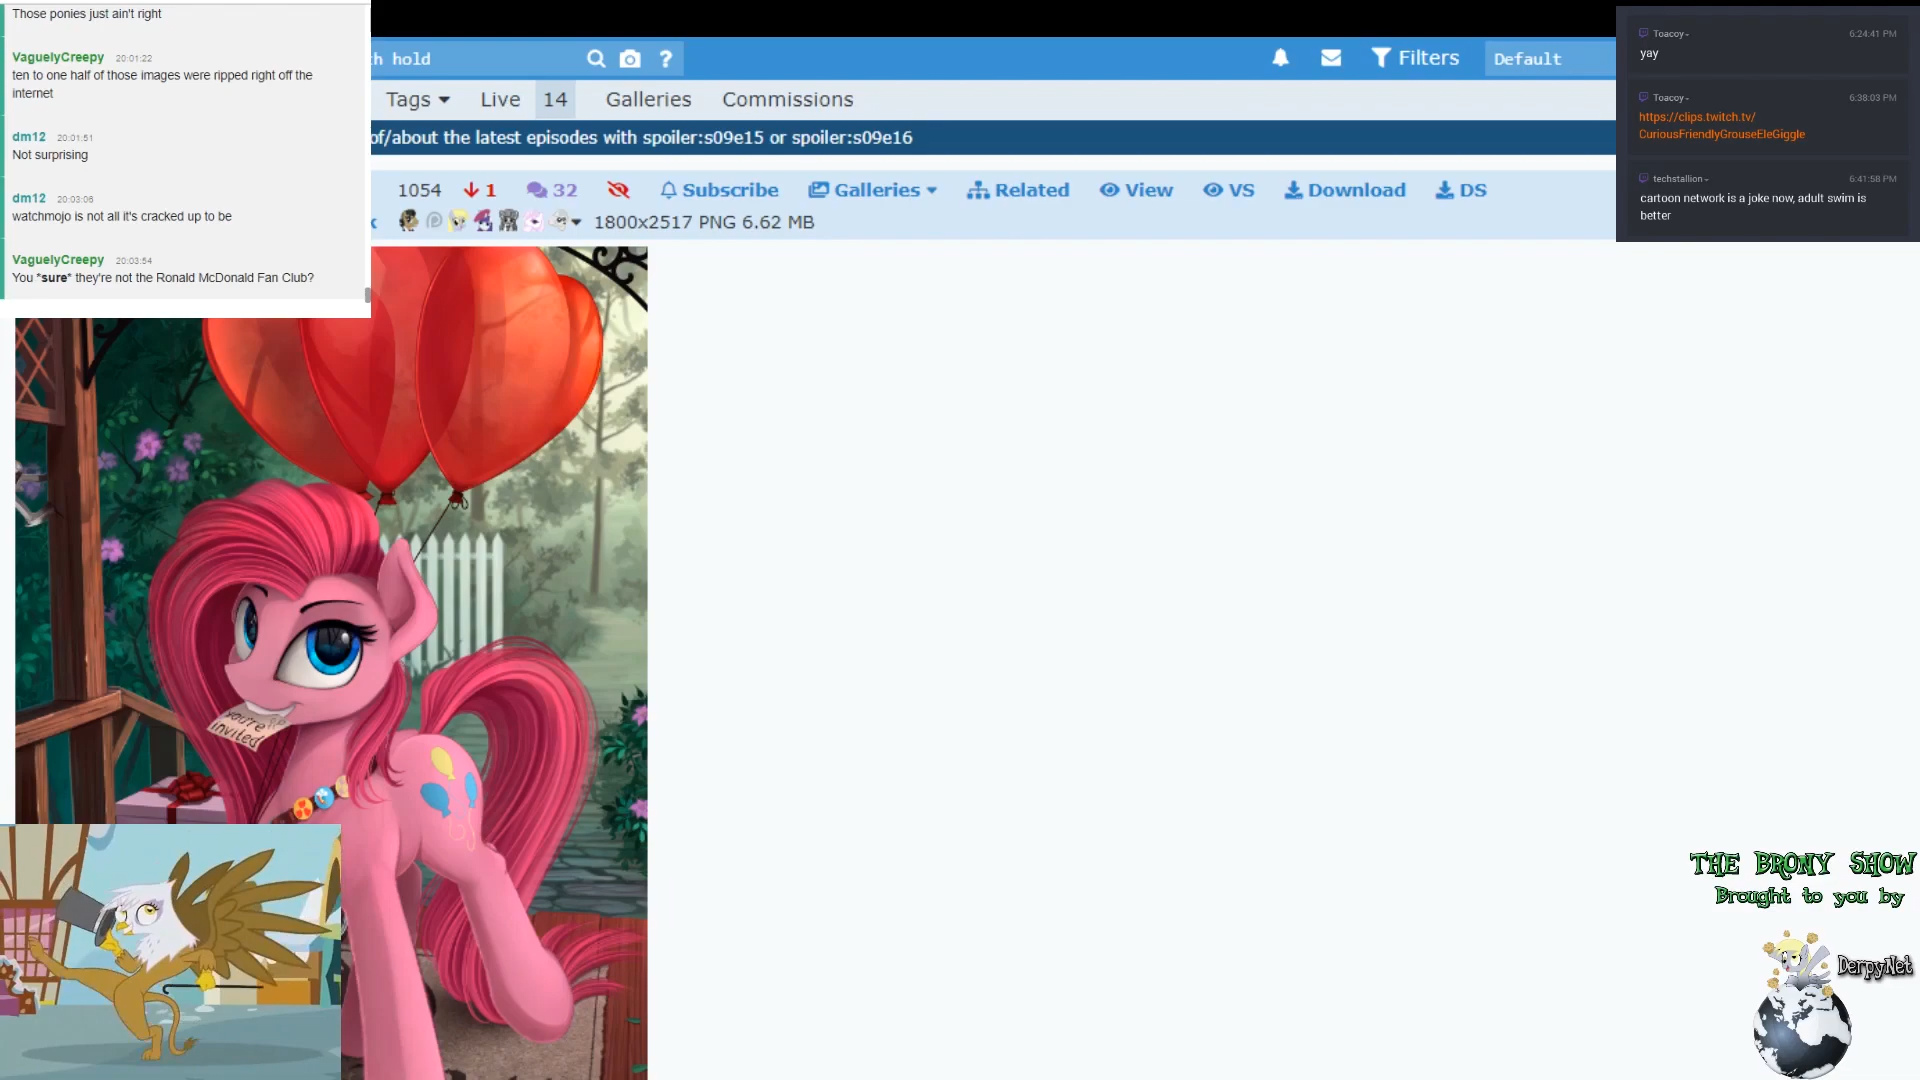 Those ponies just ain't right
VaguelyCreepy 20:01:22
ten to one half of those images were ripped right off the
internet
dm12 20:01:51
Not surprising
dm12 20:03:06
watchmojo is not all it's cracked up to be
VaguelyCreepy 20:03:54
You *sure* they're not the Ronald McDonald Fan Club?
hold
?
Filters
Default
Tags
Live
14
Galleries
Commissions
of/about the latest episodes with spoiler:s09e15 or spoiler:s09e16
1054
1
32
Subscribe
Galleries
Related
View
VS
Download
DS
1800x2517 PNG 6.62 MB
Toacoy 6:24:41 PM
yay
Toacoy 6:38:03 PM
https://clips.twitch.tv/
CuriousFriendlyGrouseEleGiggle
techstallion 6:41:58 PM
cartoon network is a joke now, adult swim is
better
you're
invited
THE BRONY SHOW
Brought to you by
DerpyNet